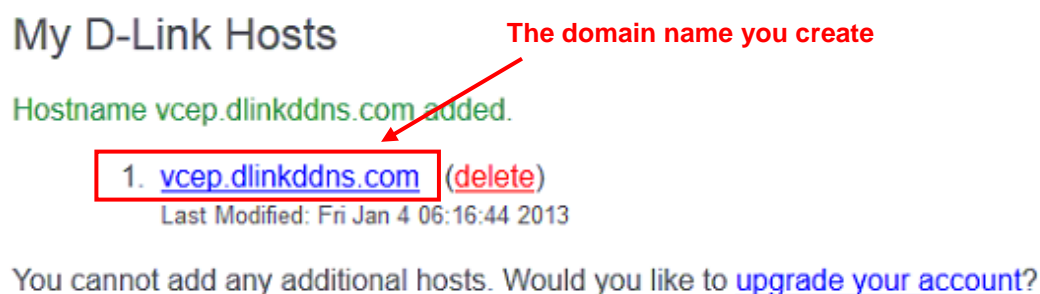 My D-Link Hosts
The domain name you create
Hostname vcep.dlinkddns.com added.
1. vcep.dlinkddns.com (delete)
Last Modified: Fri Jan 4 06:16:44 2013
You cannot add any additional hosts. Would you like to upgrade your account?